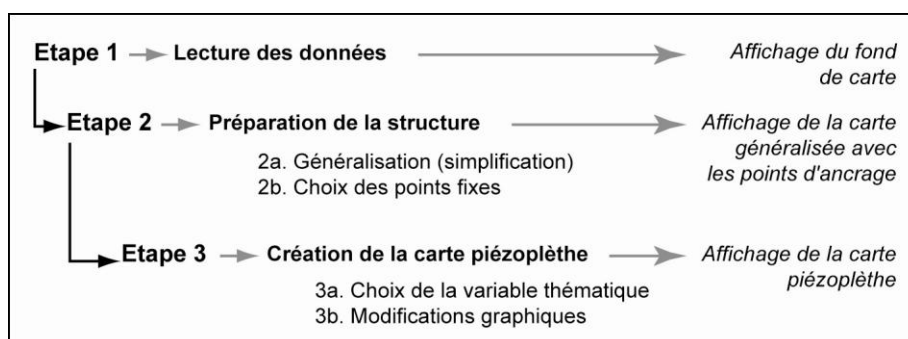 Etape 1 Lecture des données Affichage du fond
de carte
Etape 2 Préparation de la structure Affichage de la carte
généralisée avec
les points d'ancrage
2a. Généralisation (simplification)
2b. Choix des points fixes
Etape 3 Création de la carte piézoplèthe Affichage de la carte
piézoplèthe
3a. Choix de la variable thématique
3b. Modifications graphiques